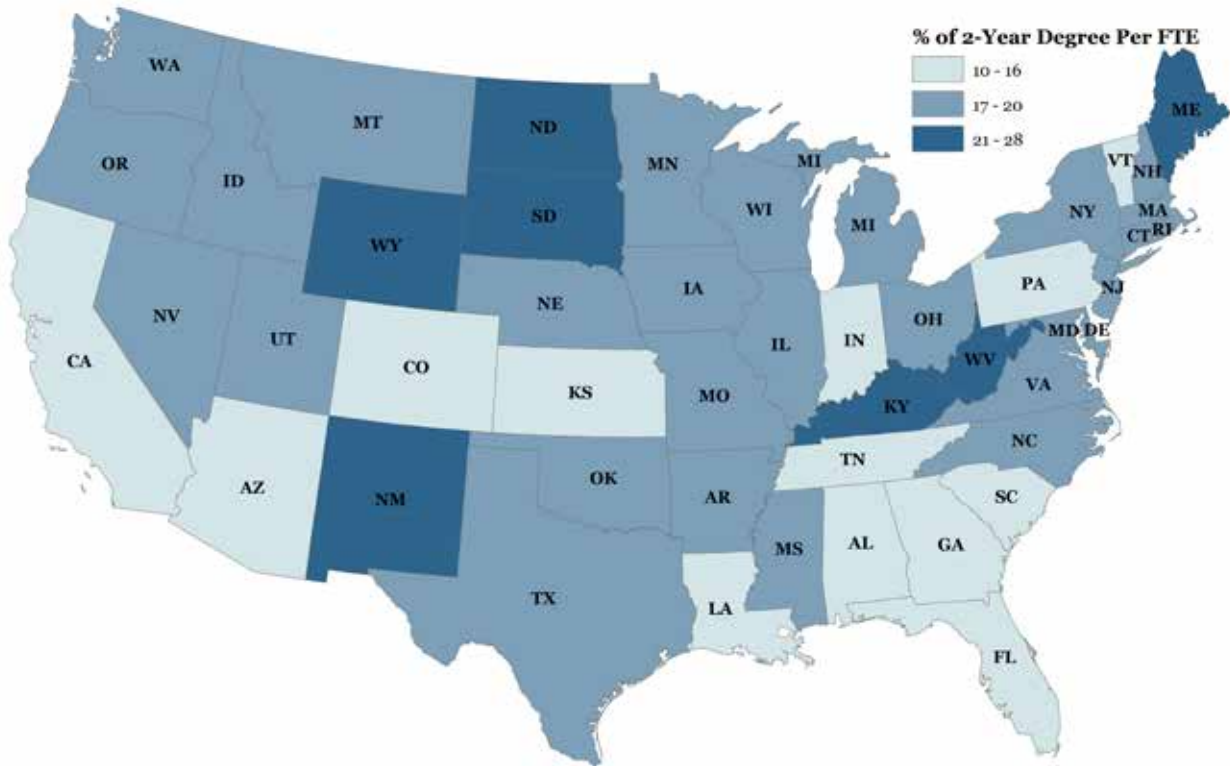 % of 2-Year Degree Per FTE
10 - 16
17 - 20
21 - 28
WA
MT
ND
MN
MI
ME
VT
NH
OR
ID
WY
SD
WI
MI
NY
MA
CT
RI
NV
UT
NE
IA
IL
IN
OH
PA
NJ
MD
DE
CA
CO
KS
MO
KY
WV
VA
AZ
NM
OK
AR
TN
NC
SC
TX
LA
MS
AL
GA
FL